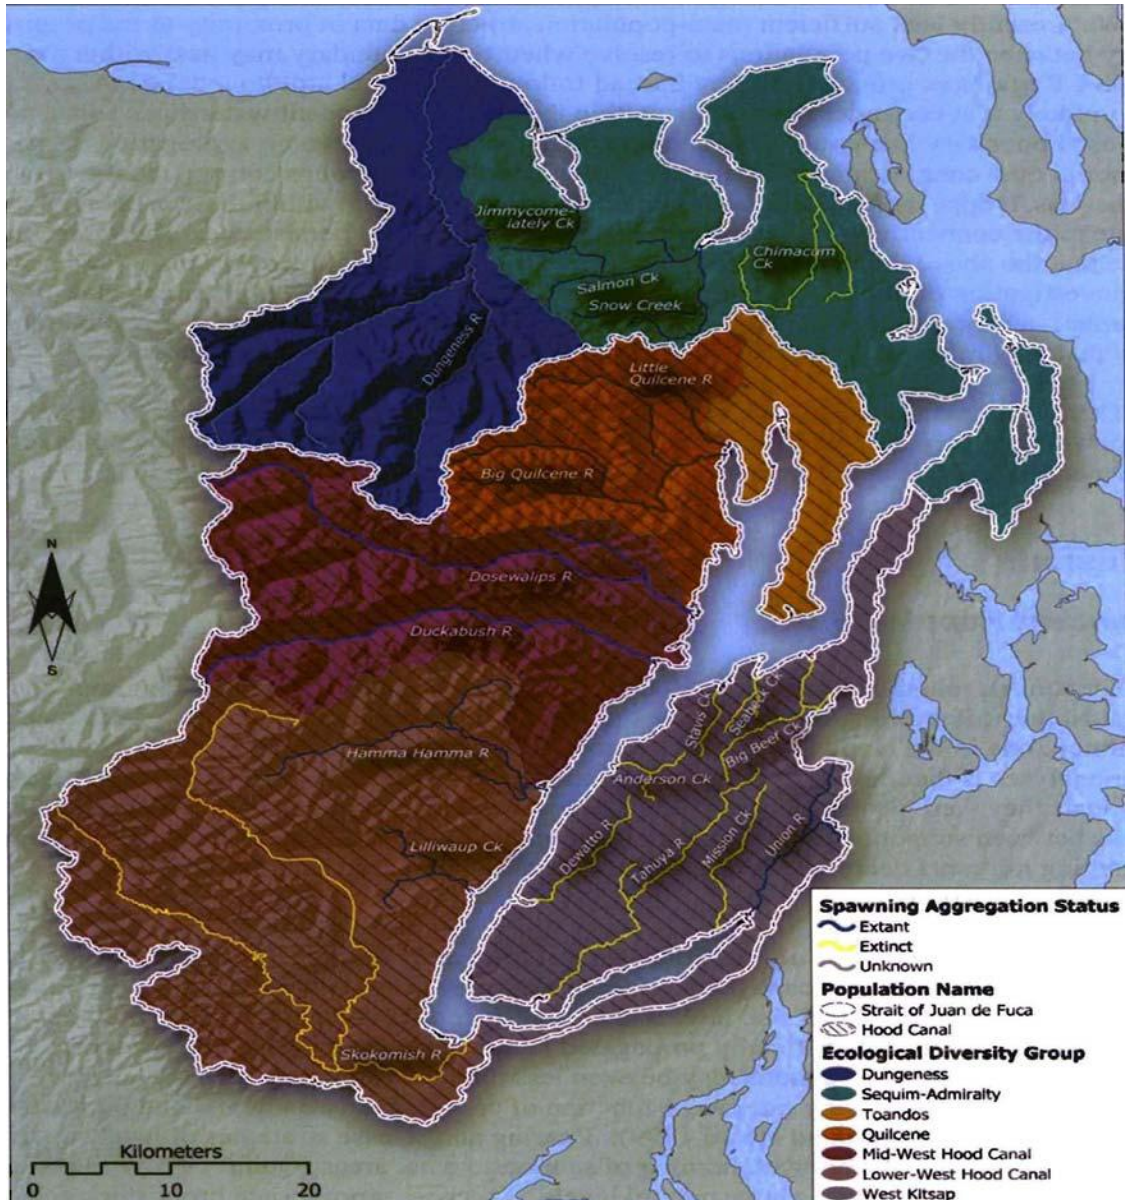 Jimmycome-
lately Ck
Chimacum
Ck
Salmon Ck
Snow Creek
Dungeness R
Little
Quilcene R
Big Quilcene R
N
S
Dosewalips R
Duckabush R
Stavis Ck
Seabeck Ck
Big Beef Ck
Hamma Hamma R
Anderson Ck
Lilliwaup Ck
Dewatto R
Tahuya R
Mission Ck
Union R
Skokomish R
Spawning Aggregation Status
Extant
Extinct
Unknown
Population Name
Strait of Juan de Fuca
Hood Canal
Ecological Diversity Group
Dungeness
Sequim-Admiralty
Toandos
Quilcene
Mid-West Hood Canal
Lower-West Hood Canal
West Kitsap
Kilometers
0 10 20